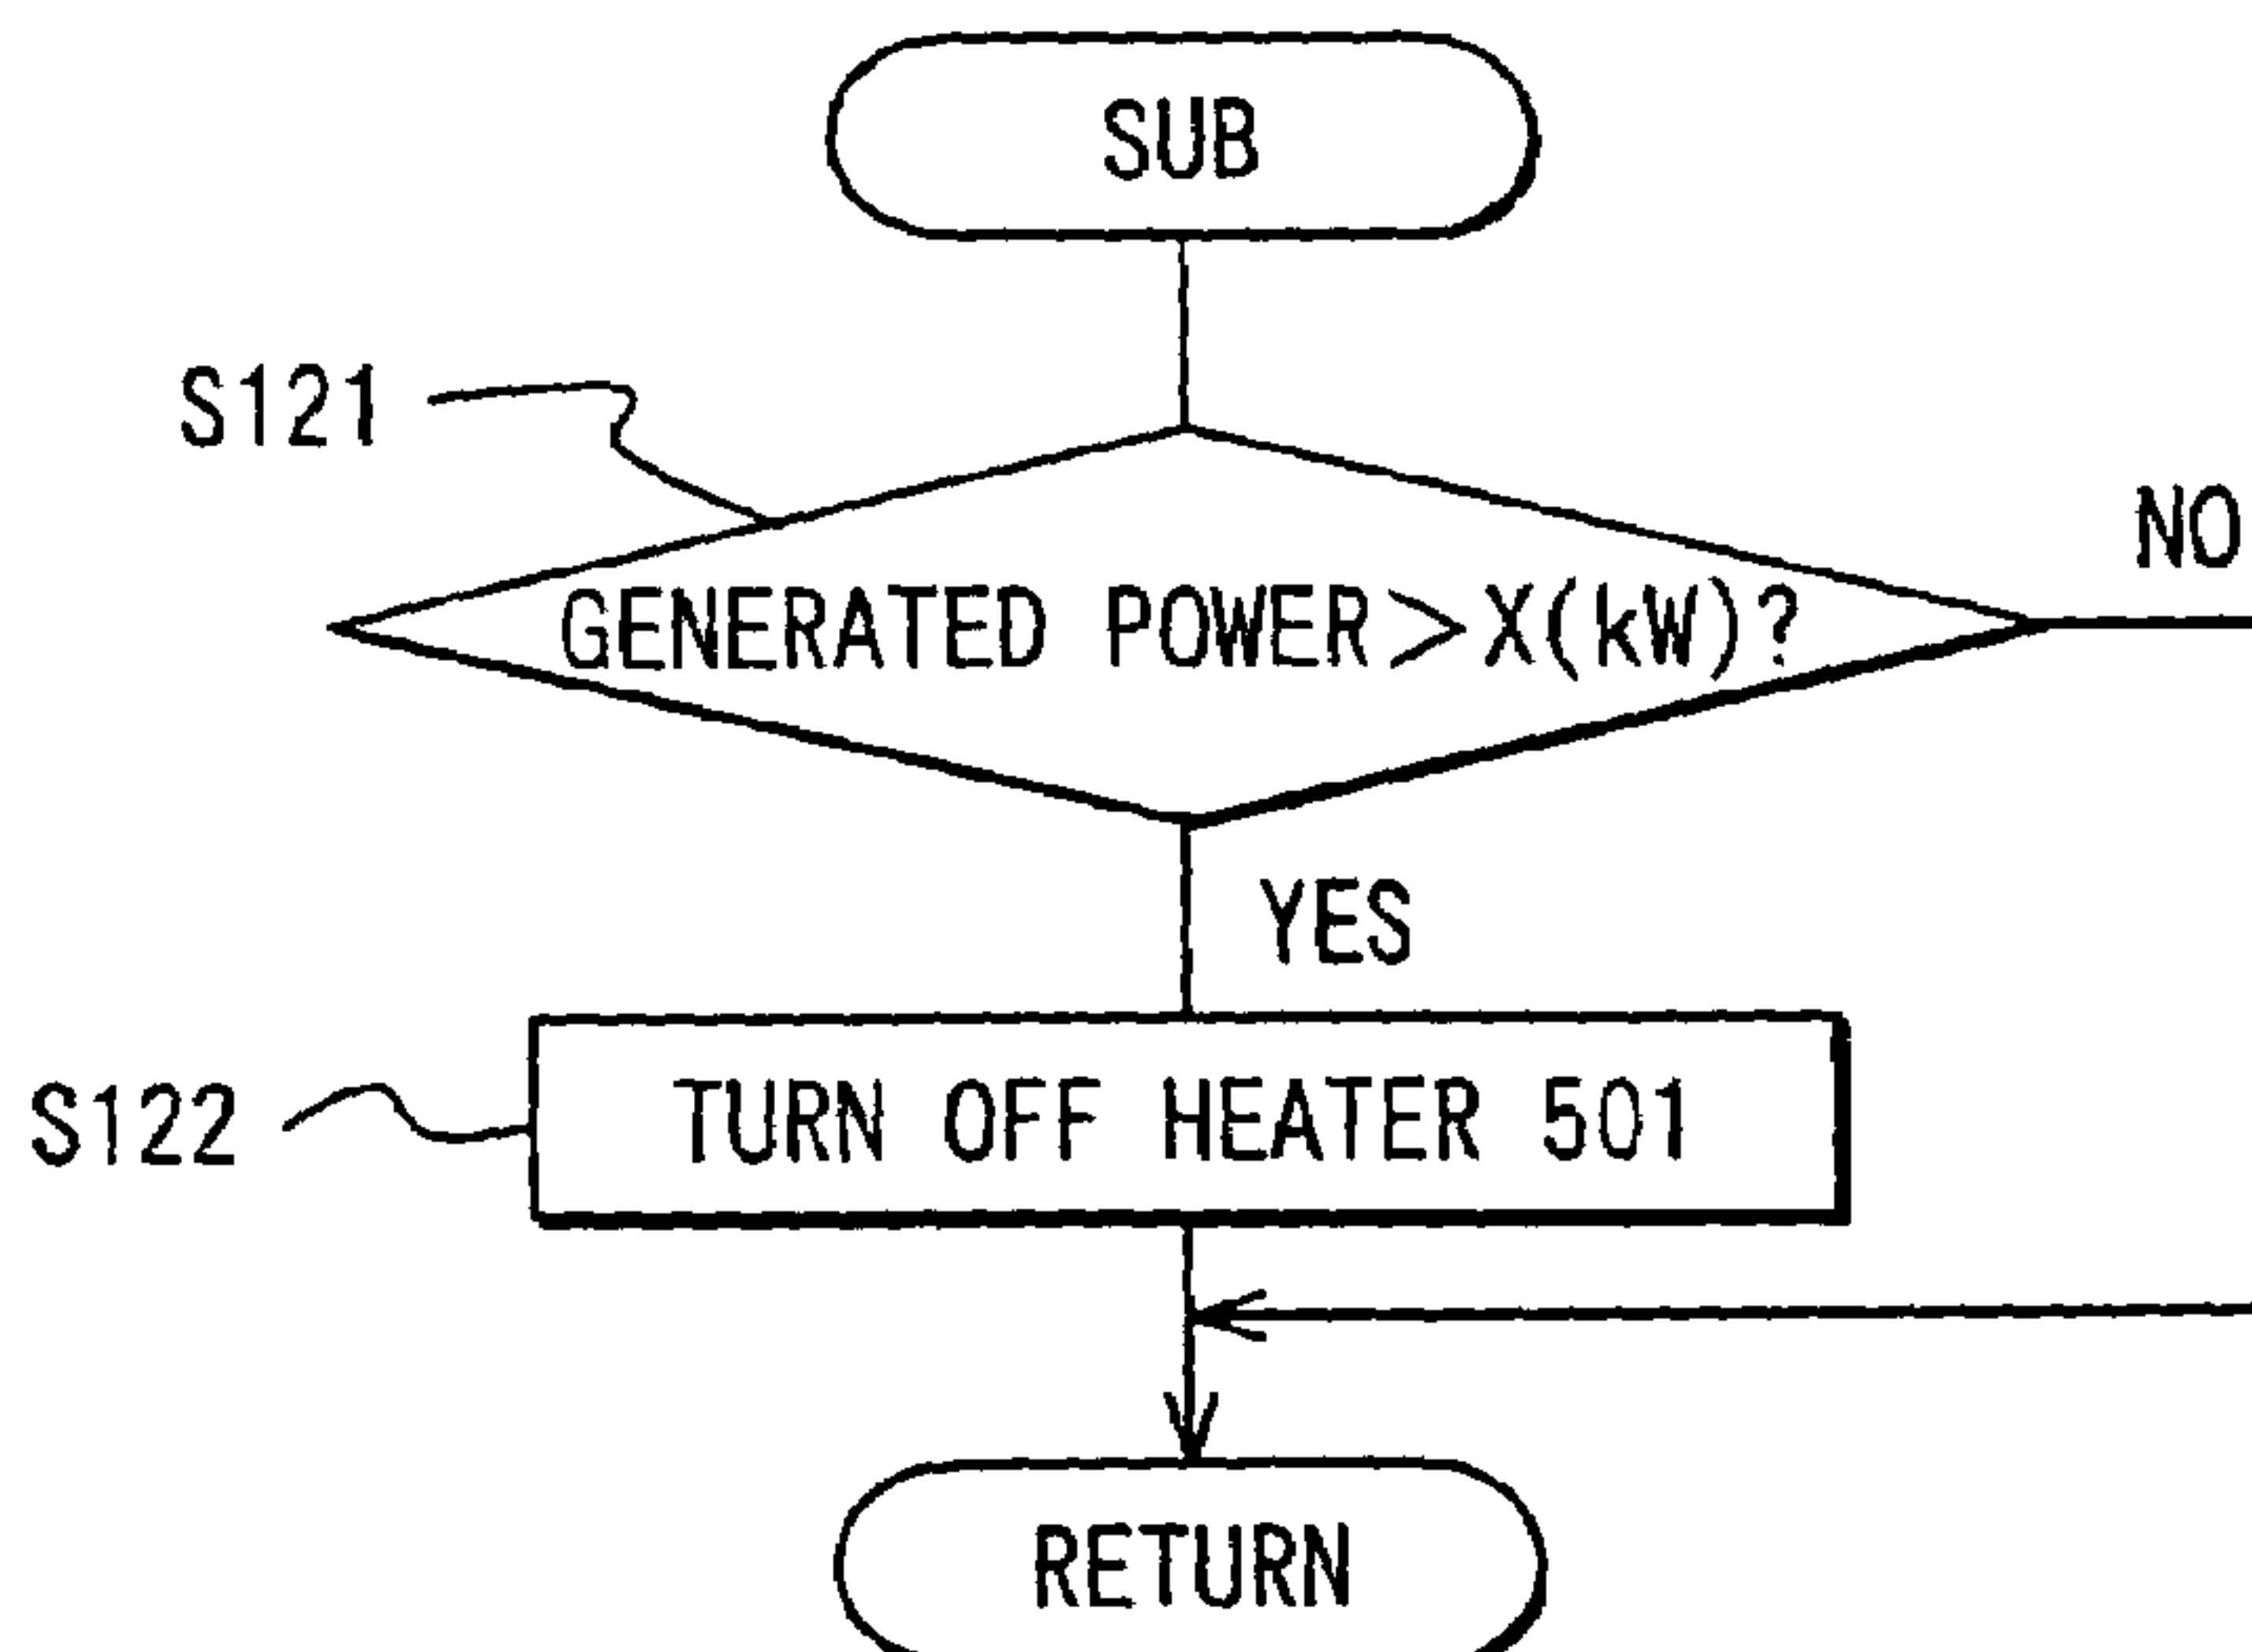 SUB
S121
NO
GENERATED POWER>X(kW)?
YES
S122
TURN OFF HEATER 501
RETURN